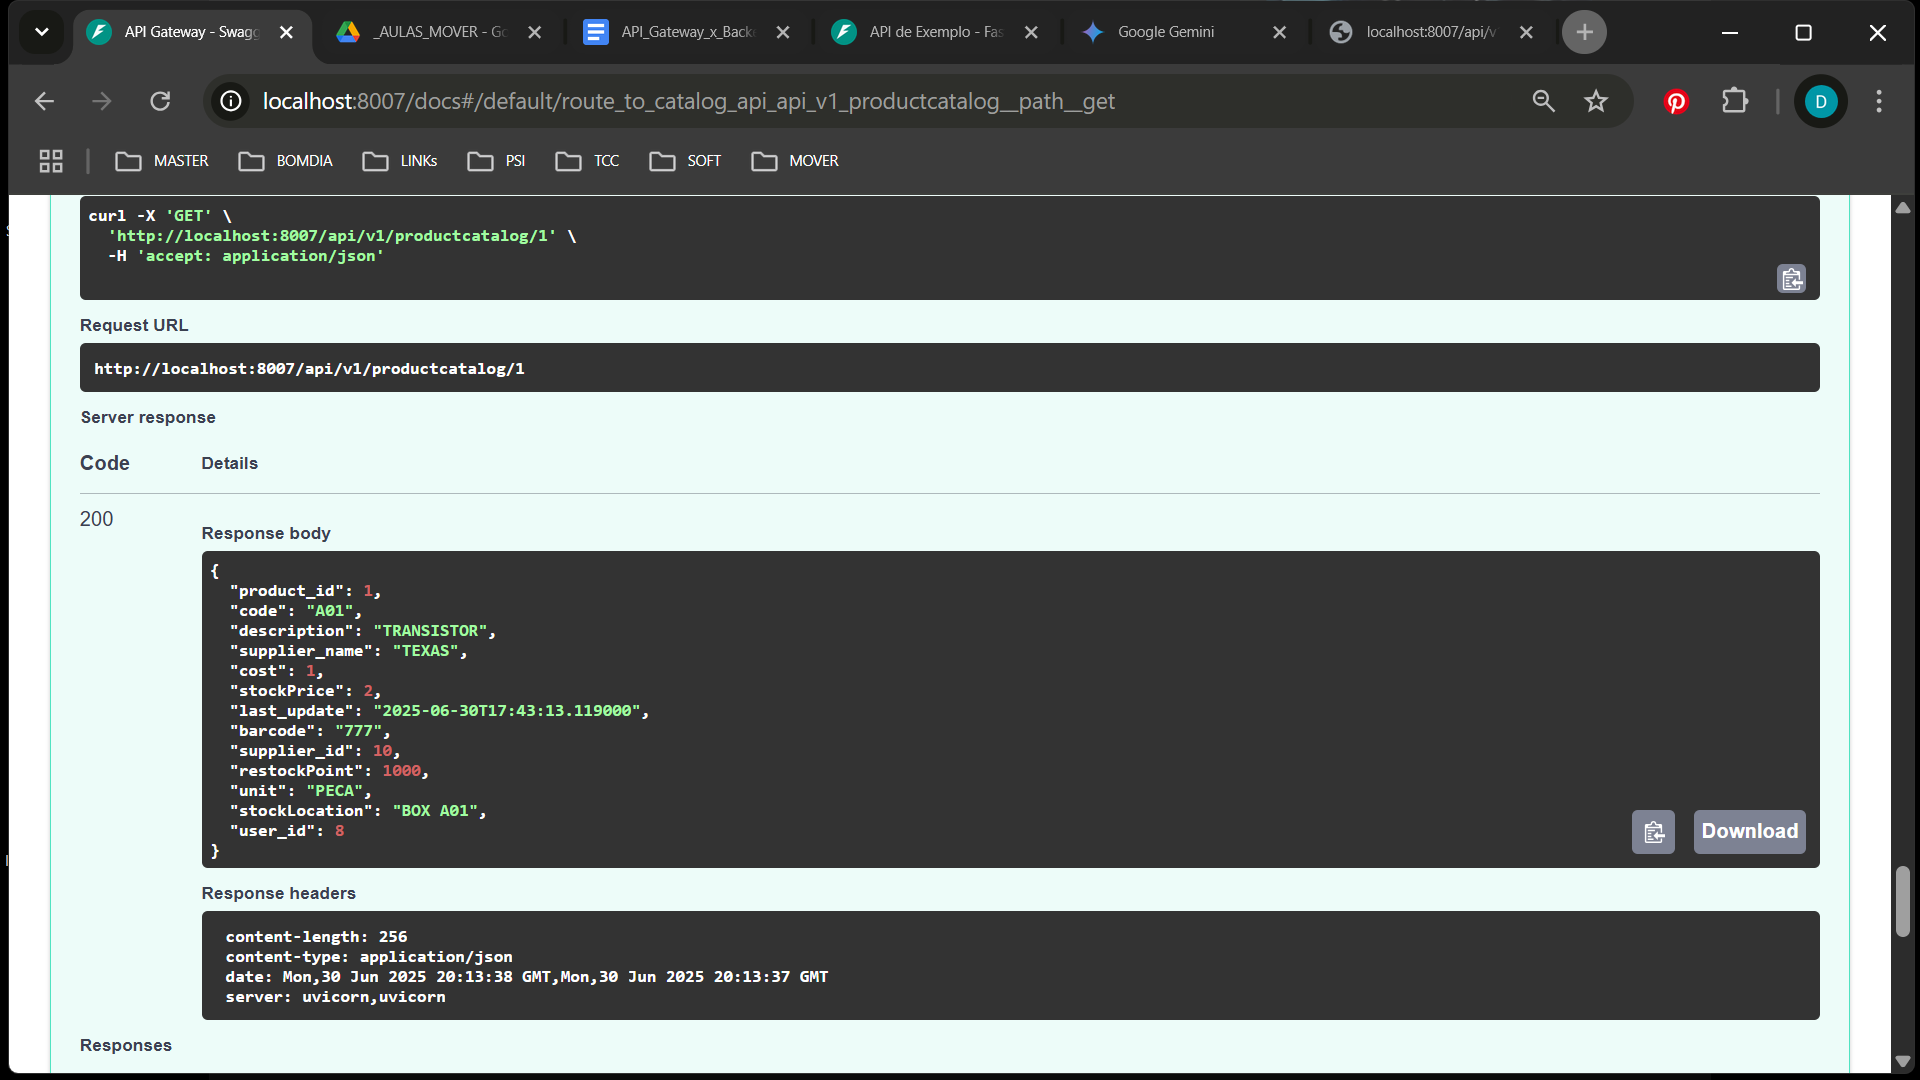 API Gateway - Swagg
_AULAS_MOVER - Go
API_Gateway_x_Back
API de Exemplo - Fas
Google Gemini
localhost:8007/api/v
localhost:8007/docs#/default/route_to_catalog_api_api_v1_productcatalog__path__get
D
MASTER
BOMDIA
LINKs
PSI
TCC
SOFT
MOVER
curl -X 'GET' \
'http://localhost:8007/api/v1/productcatalog/1' \
-H 'accept: application/json'
Request URL
http://localhost:8007/api/v1/productcatalog/1
Server response
Code Details
200
Response body
{
"product_id": 1,
"code": "A01",
"description": "TRANSISTOR",
"supplier_name": "TEXAS",
"cost": 1,
"stockPrice": 2,
"last_update": "2025-06-30T17:43:13.119000",
"barcode": "777",
"supplier_id": 10,
"restockPoint": 1000,
"unit": "PECA",
"stockLocation": "BOX A01",
"user_id": 8
}
Download
Response headers
content-length: 256
content-type: application/json
date: Mon,30 Jun 2025 20:13:38 GMT,Mon,30 Jun 2025 20:13:37 GMT
server: uvicorn,uvicorn
Responses